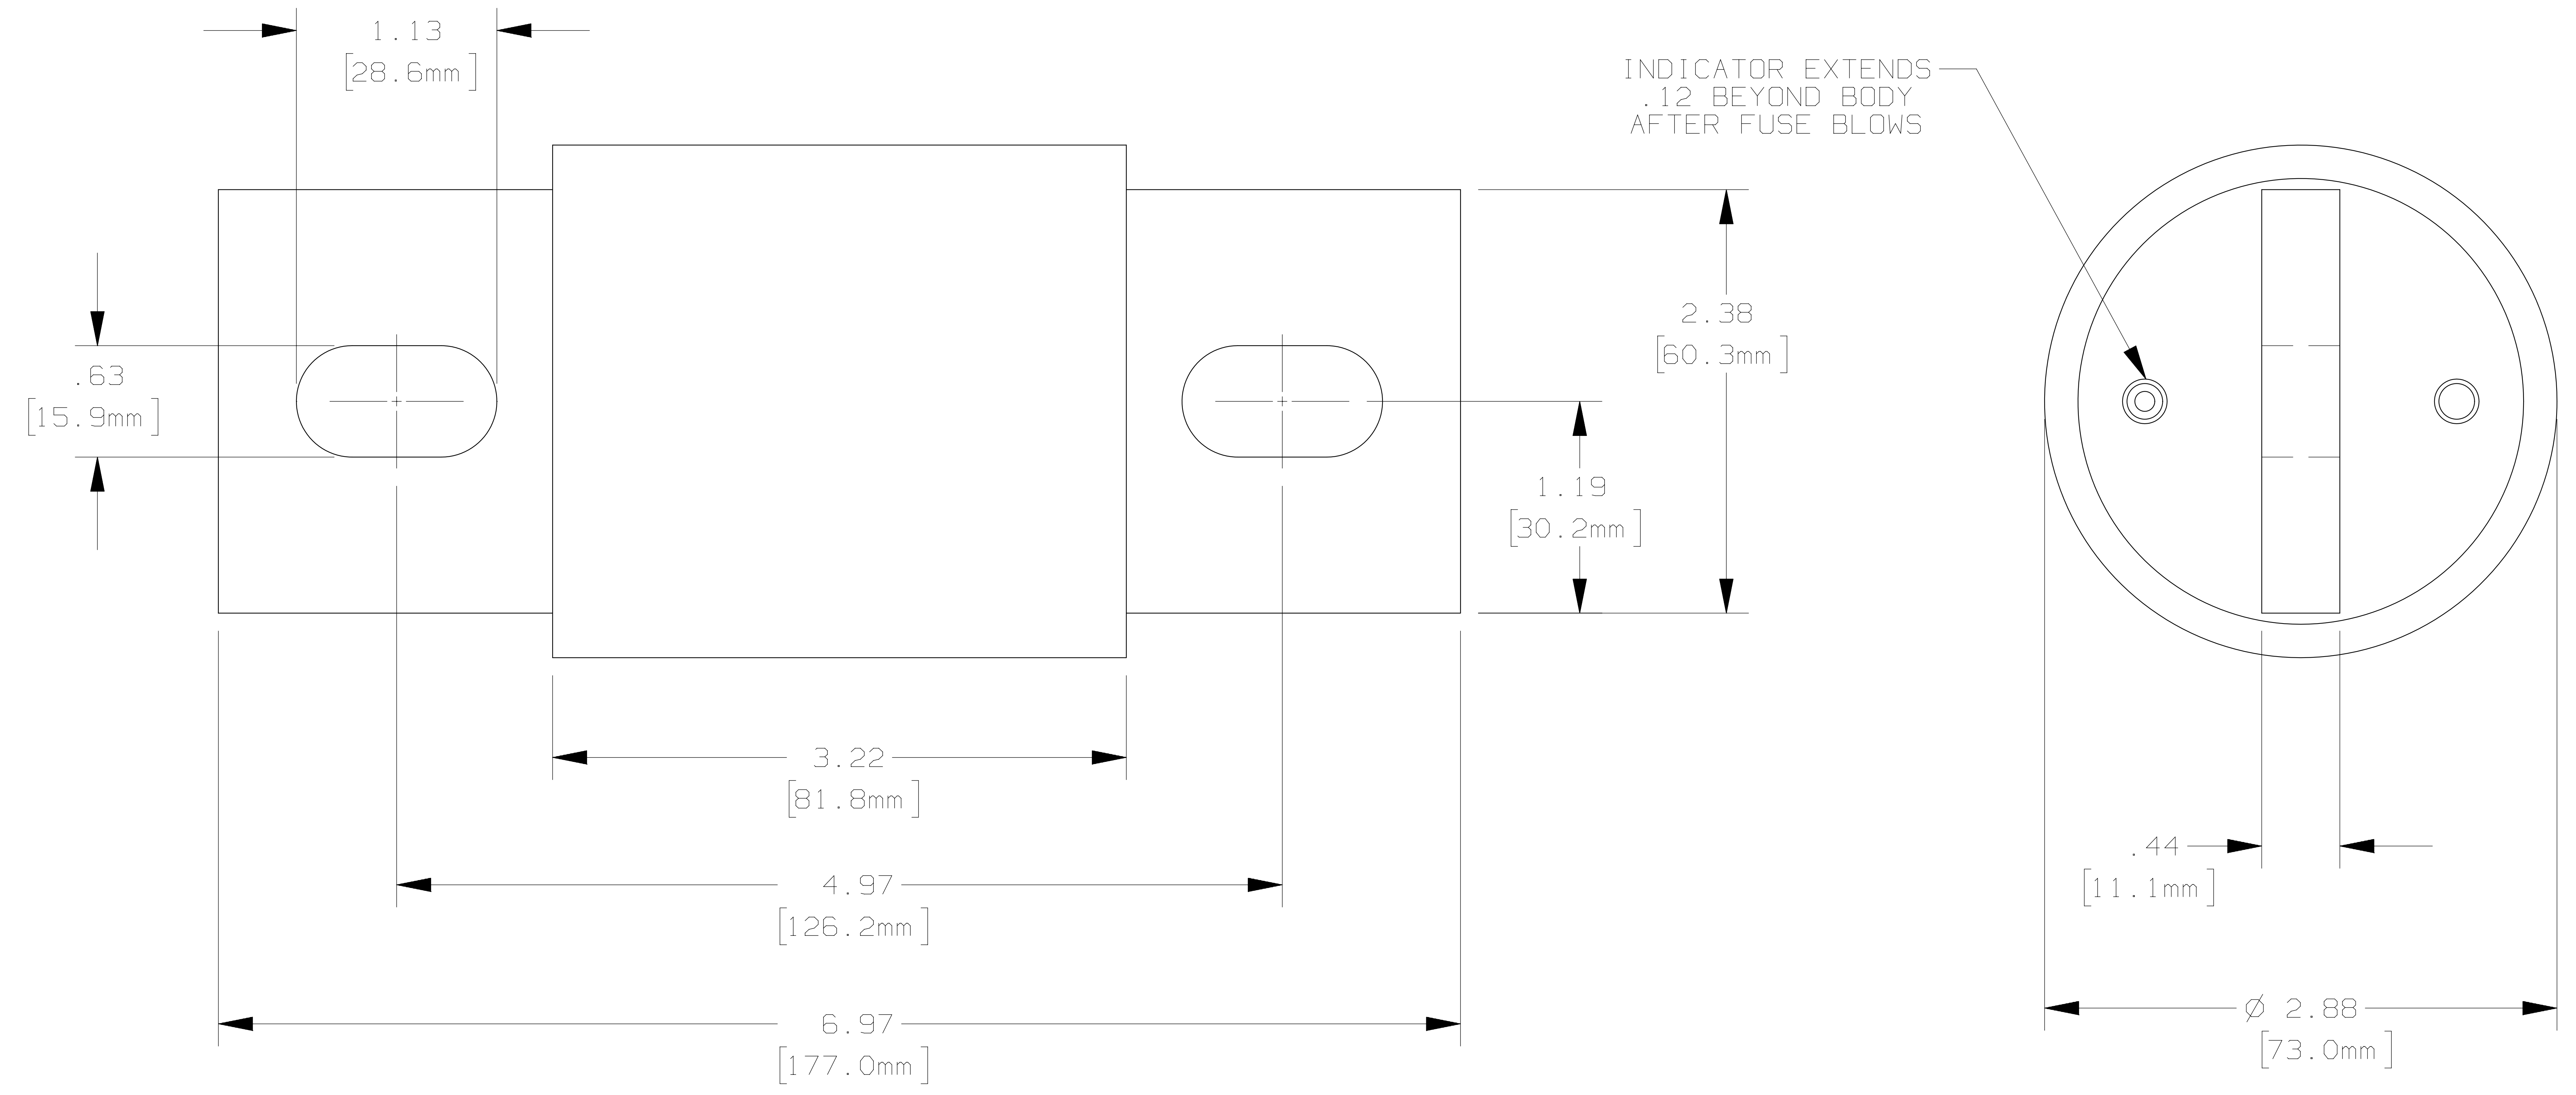 1.13
[28.6mm]
INDICATOR EXTENDS
.12 BEYOND BODY
AFTER FUSE BLOWS
2.38
[60.3mm]
.63
[15.9mm]
1.19
[30.2mm]
3.22
[81.8mm]
.44
[11.1mm]
4.97
[126.2mm]
Ø 2.88
[73.0mm]
6.97
[177.0mm]